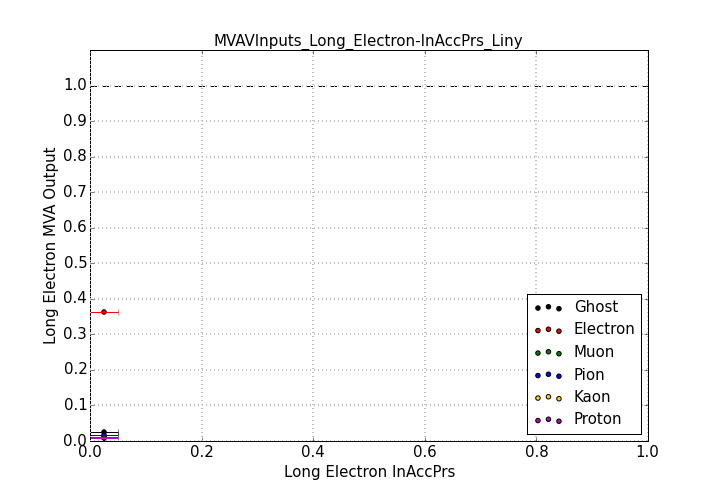 MVAVInputs_Long_Electron-InAccPrs_Liny
Long Electron MVA Output
1.0
0.9
0.8
0.7
0.6
0.5
0.4
0.3
0.2
0.1
0.0
0.0 0.2 0.4 0.6 0.8 1.0
Long Electron InAccPrs
Ghost
Electron
Muon
Pion
Kaon
Proton